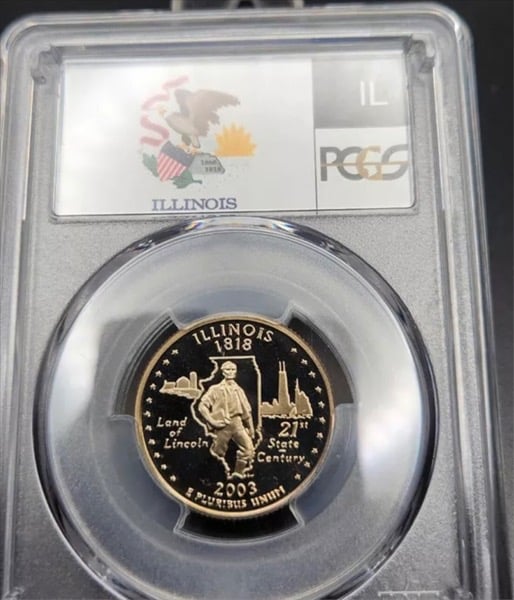 IL
PCGS
ILLINOIS
ILLINOIS
1818
Land
of
Lincoln
21st
State
Century
2003
E PLURIBUS UNUM